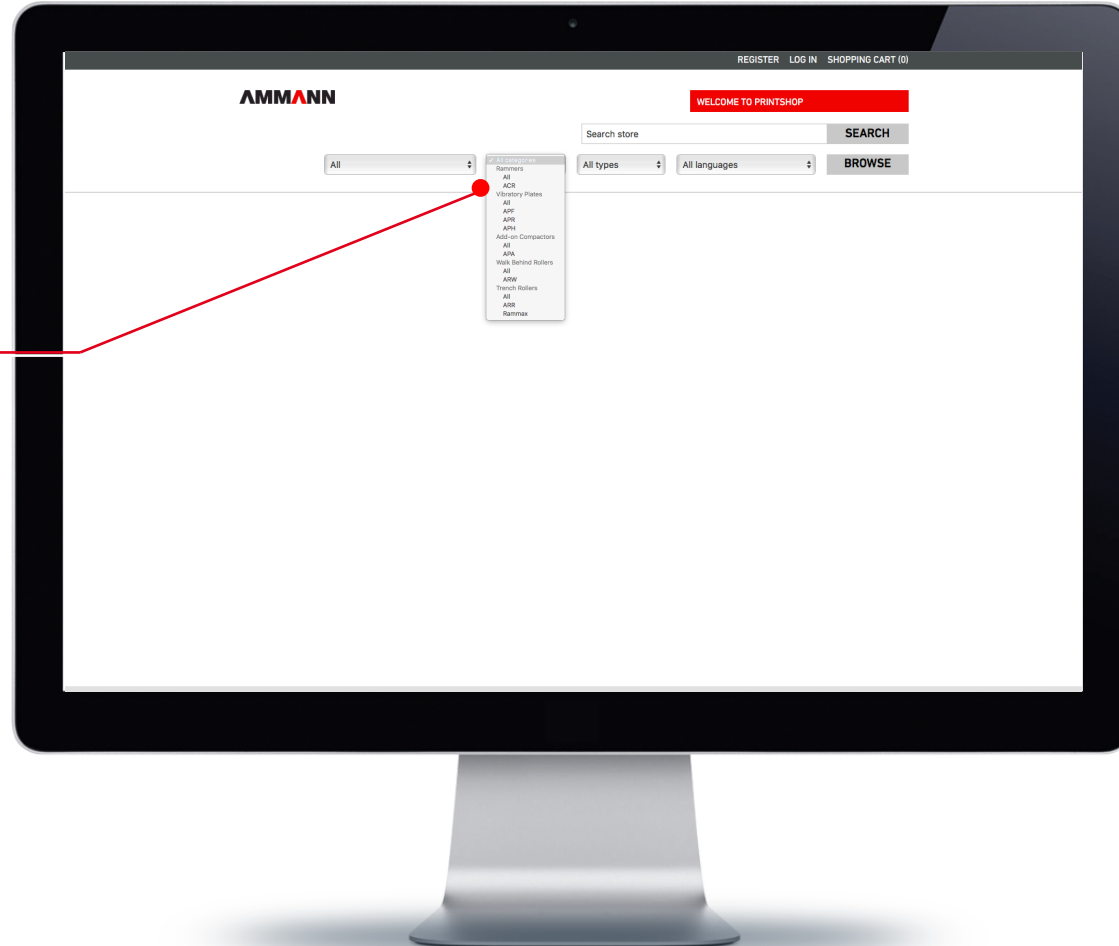 REGISTER LOG IN SHOPPING CART (0)
AMMANN
WELCOME TO PRINTSHOP
Search store SEARCH
All All types All languages BROWSE
✓ All categories
Rammers
All
ACR
Vibratory Plates
All
APF
APR
APH
Add-on Compactors
All
APA
Walk Behind Rollers
All
ARW
Trench Rollers
All
ARR
Rammax